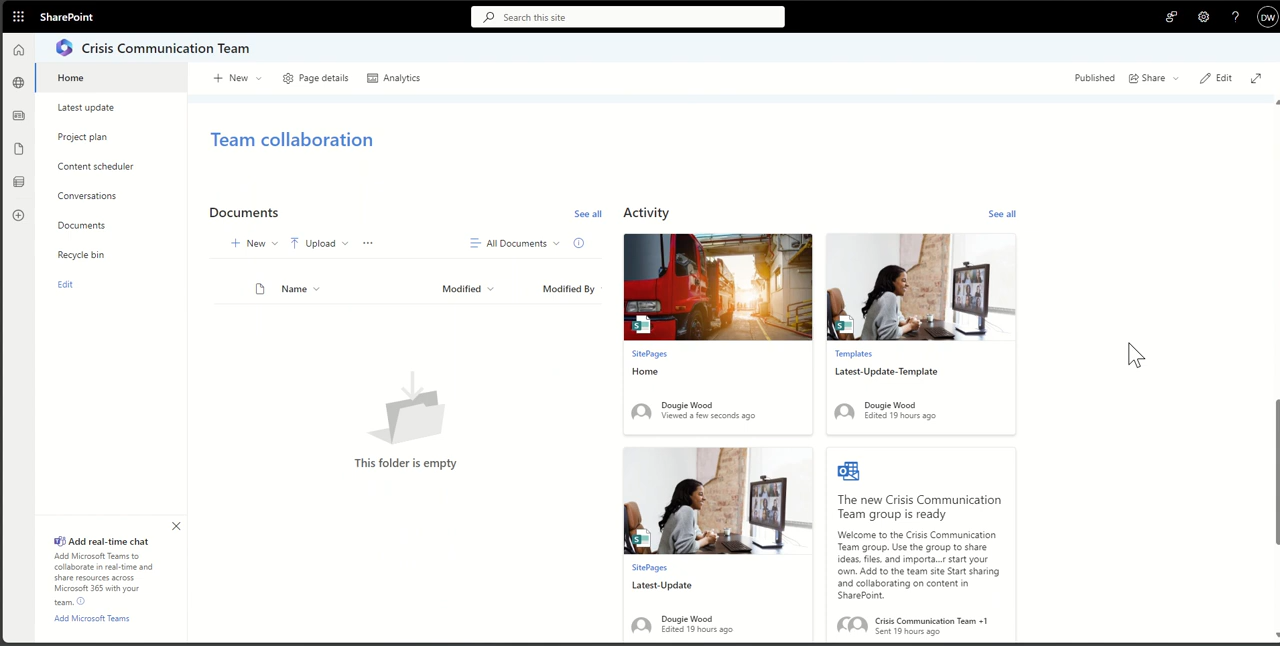 SharePoint
Search this site
DW
Crisis Communication Team
Home
Latest update
Project plan
Content scheduler
Conversations
Documents
Recycle bin
Edit
New
Page details
Analytics
Published
Share
Edit
Team collaboration
Documents
See all
New
Upload
...
All Documents
Name
Modified
Modified By
This folder is empty
Activity
See all
SitePages
Home
Dougie Wood
Viewed a few seconds ago
Templates
Latest-Update-Template
Dougie Wood
Edited 19 hours ago
SitePages
Latest-Update
Dougie Wood
Edited 19 hours ago
The new Crisis Communication
Team group is ready
Welcome to the Crisis Communication
Team group. Use the group to share
ideas, files, and importa...r start your
own. Add to the team site Start sharing
and collaborating on content in
SharePoint.
Crisis Communication Team +1
Sent 19 hours ago
Add real-time chat
Add Microsoft Teams to
collaborate in real-time and
share resources across
Microsoft 365 with your
team.
Add Microsoft Teams